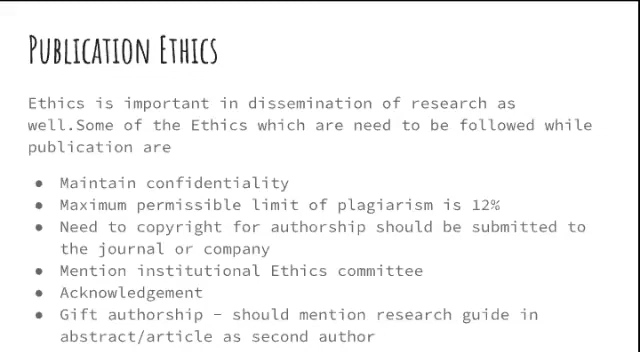 Publication Ethics
Ethics is important in dissemination of research as
well.Some of the Ethics which are need to be followed while
publication are
● Maintain confidentiality
● Maximum permissible limit of plagiarism is 12%
● Need to copyright for authorship should be submitted to
the journal or company
● Mention institutional Ethics committee
● Acknowledgement
● Gift authorship – should mention research guide in
abstract/article as second author